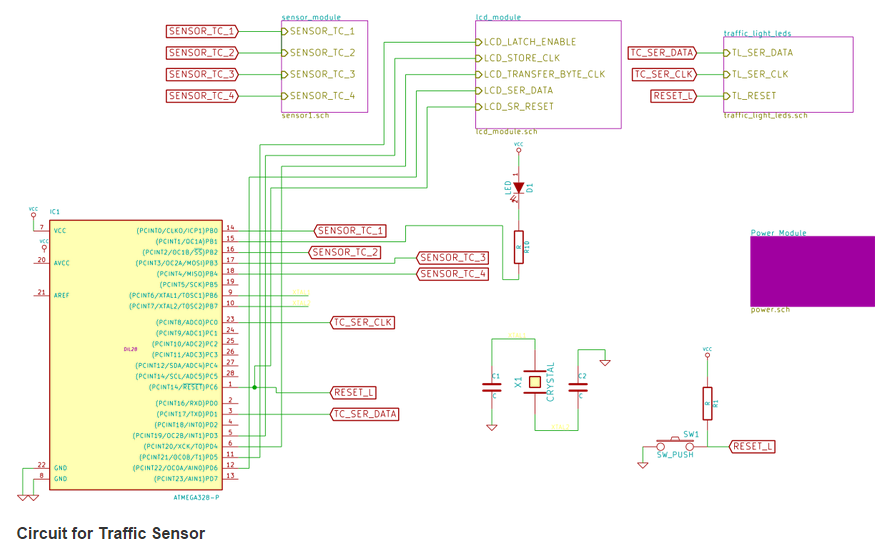 sensor_module
SENSOR_TC_1
SENSOR_TC_2
SENSOR_TC_3
SENSOR_TC_4
SENSOR_TC_1
SENSOR_TC_2
SENSOR_TC_3
SENSOR_TC_4
sensor1.sch
lcd_module
LCD_LATCH_ENABLE
LCD_STORE_CLK
LCD_TRANSFER_BYTE_CLK
LCD_SER_DATA
LCD_SR_RESET
lcd_module.sch
traffic_light_leds
TC_SER_DATA
TC_SER_CLK
RESET_L
TL_SER_DATA
TL_SER_CLK
TL_RESET
traffic_light_leds.sch
VCC
1
LED
D1
2
R
R10
VCC
IC1
7 VCC
VCC
20 AVCC
21 AREF
DIL28
22 GND
8 GND
(PCINT0/CLKO/ICP1)PB0 14
(PCINT1/OC1A)PB1 15
(PCINT2/OC1B/SS)PB2 16
(PCINT3/OC2A/MOSI)PB3 17
(PCINT4/MISO)PB4 18
(PCINT5/SCK)PB5 19
(PCINT6/XTAL1/TOSC1)PB6 9
(PCINT7/XTAL2/TOSC2)PB7 10
(PCINT8/ADC0)PC0 23
(PCINT9/ADC1)PC1 24
(PCINT10/ADC2)PC2 25
(PCINT11/ADC3)PC3 26
(PCINT12/SDA/ADC4)PC4 27
(PCINT13/SCL/ADC5)PC5 28
(PCINT14/RESET)PC6 1
(PCINT16/RXD)PD0 2
(PCINT17/TXD)PD1 3
(PCINT18/INT0)PD2 4
(PCINT19/OC2B/INT1)PD3 5
(PCINT20/XCK/T0)PD4 6
(PCINT21/OC0B/T1)PD5 11
(PCINT22/OC0A/AIN0)PD6 12
(PCINT23/AIN1)PD7 13
ATMEGA328-P
SENSOR_TC_1
SENSOR_TC_2
SENSOR_TC_3
SENSOR_TC_4
TC_SER_CLK
RESET_L
TC_SER_DATA
C1
C
X1
CRYSTAL
C2
C
Power Module
power.sch
VCC
R
R1
SW1
SW_PUSH
RESET_L
Circuit for Traffic Sensor